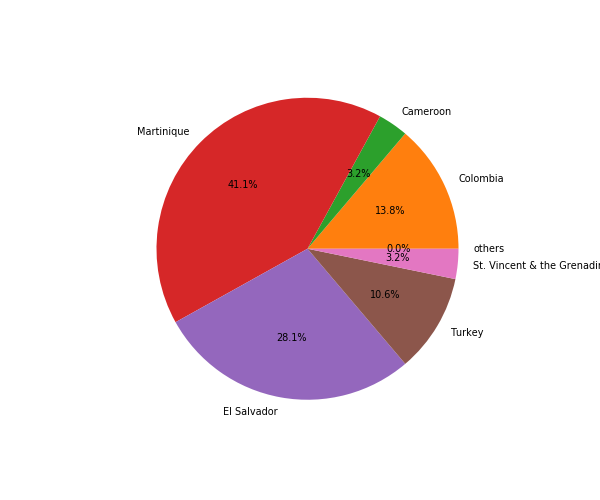 Cameroon
Martinique
3.2%
Colombia
41.1%
13.8%
0.0%
others
3.2%
St. Vincent & the Grenadin
10.6%
Turkey
28.1%
El Salvador